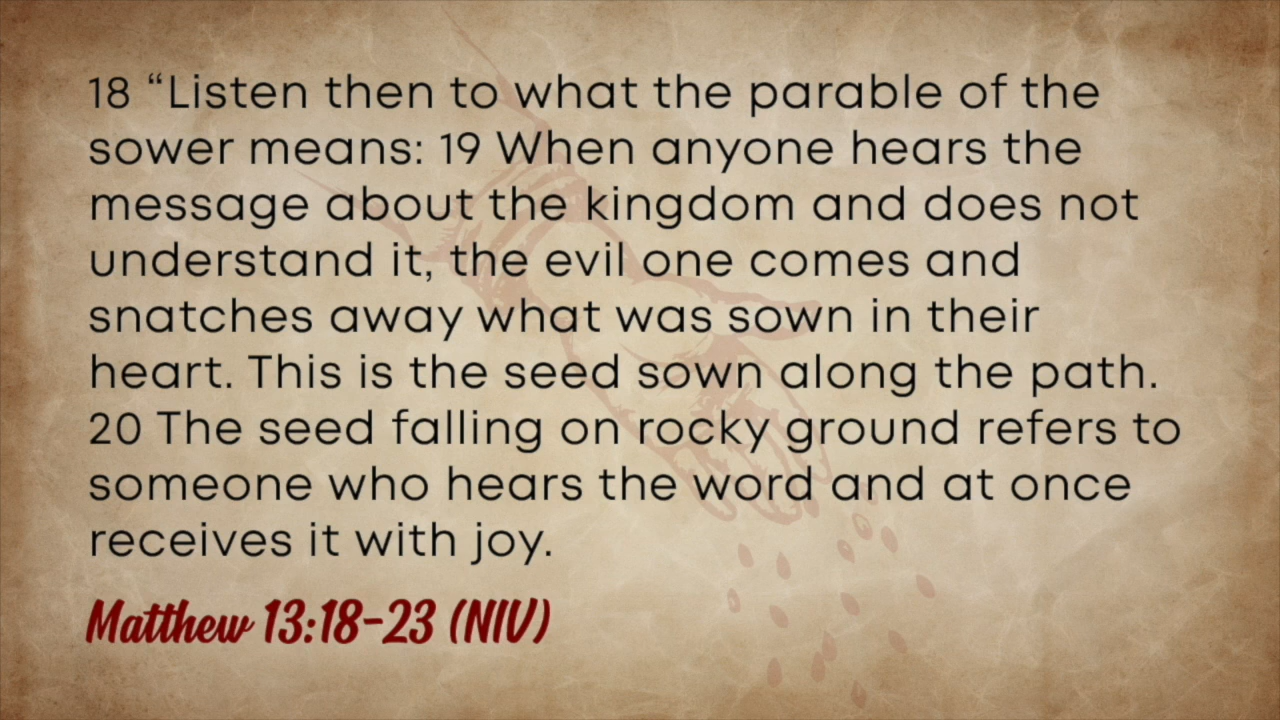 18 “Listen then to what the parable of the
sower means: 19 When anyone hears the
message about the kingdom and does not
understand it, the evil one comes and
snatches away what was sown in their
heart. This is the seed sown along the path.
20 The seed falling on rocky ground refers to
someone who hears the word and at once
receives it with joy.
Matthew 13:18-23 (NIV)